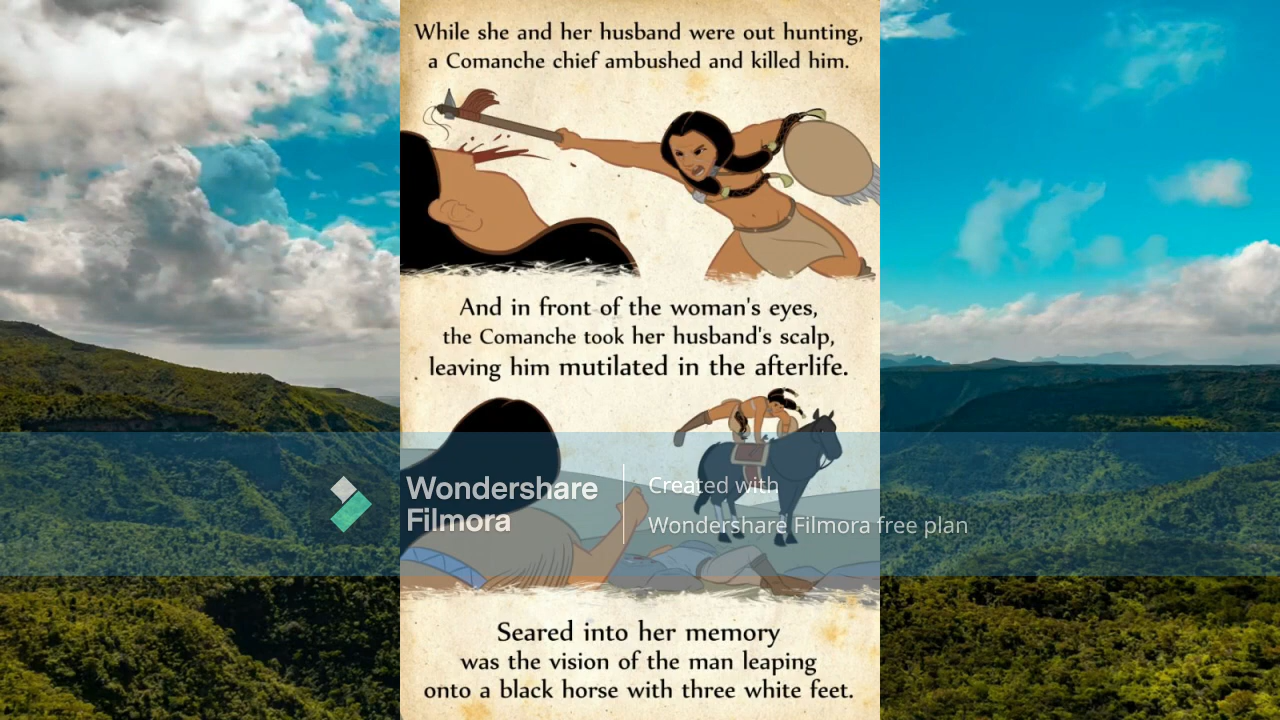 While she and her husband were out hunting,
a Comanche chief ambushed and killed him.
And in front of the woman's eyes,
the Comanche took her husband's scalp,
leaving him mutilated in the afterlife.
Wondershare
Filmora
Created with
Wondershare Filmora free plan
Seared into her memory
was the vision of the man leaping
onto a black horse with three white feet.